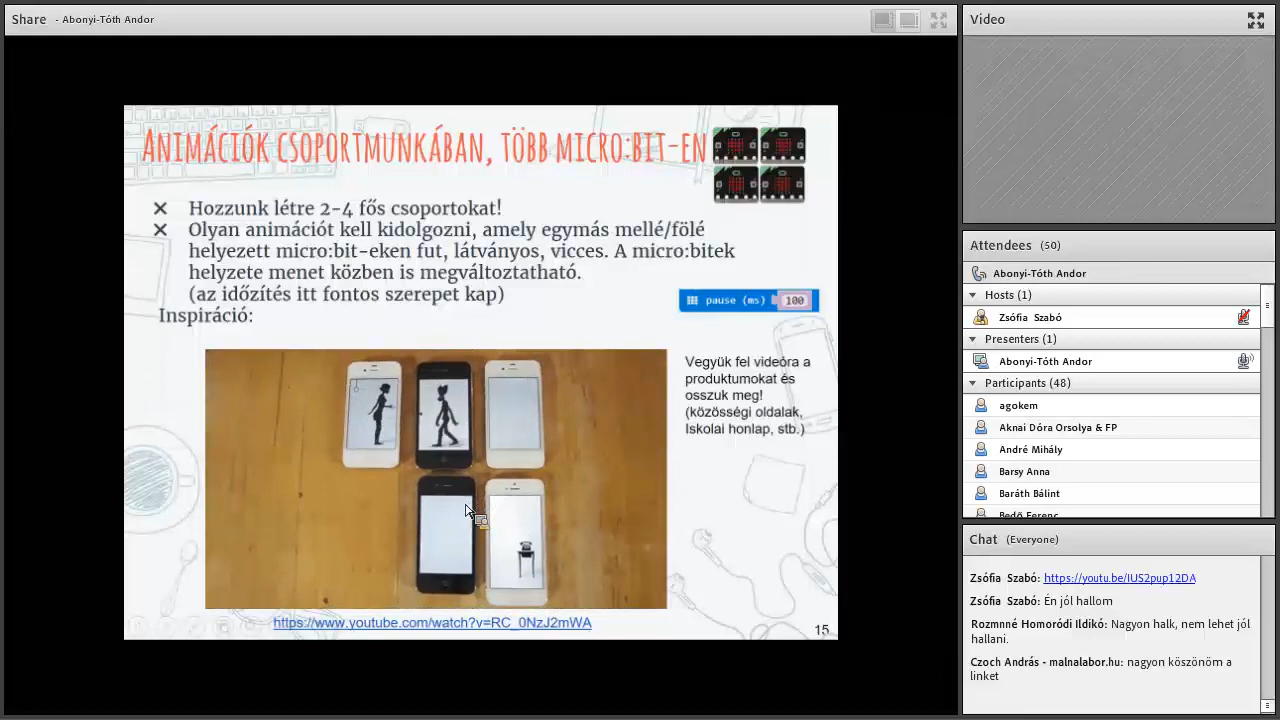 Share - Abonyi-Tóth Andor
Animációk csoportmunkában, több micro:bit-en
✕ Hozzunk létre 2-4 fős csoportokat!
✕ Olyan animációt kell kidolgozni, amely egymás mellé/fölé
helyezett micro:bit-eken fut, látványos, vicces. A micro:bitek
helyzete menet közben is megváltoztatható.
(az időzítés itt fontos szerepet kap)
Inspiráció:
pause (ms) 100
Vegyük fel videóra a
produktumokat és
osszuk meg!
(közösségi oldalak,
Iskolai honlap, stb.)
https://www.youtube.com/watch?v=RC_0NzJ2mWA
15
Video
Attendees (50)
Abonyi-Tóth Andor
Hosts (1)
Zsófia Szabó
Presenters (1)
Abonyi-Tóth Andor
Participants (48)
agokem
Aknai Dóra Orsolya & FP
André Mihály
Barsy Anna
Baráth Bálint
Bedő Ferenc
Chat (Everyone)
Zsófia Szabó: https://youtu.be/IUS2pup12DA
Zsófia Szabó: Én jól hallom
Rozmnné Homoródi Ildikó: Nagyon halk, nem lehet jól
hallani.
Czoch András - malnalabor.hu: nagyon köszönöm a
linket